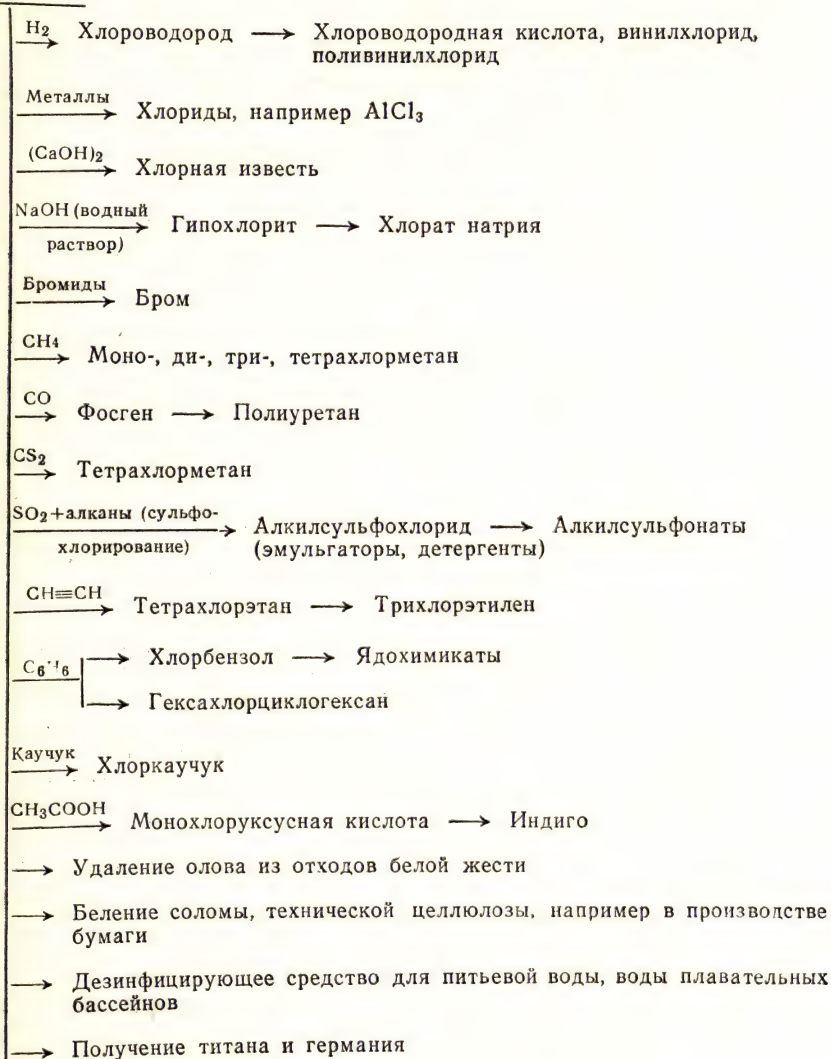 H₂ Хлороводород ⟶ Хлороводородная кислота, винилхлорид,
поливинилхлорид
Металлы Хлориды, например AlCl₃
(CaOH)₂ Хлорная известь
NaOH (водный
раствор) Гипохлорит ⟶ Хлорат натрия
Бромиды Бром
CH₄ Моно-, ди-, три-, тетрахлорметан
CO Фосген ⟶ Полиуретан
CS₂ Тетрахлорметан
SO₂+алканы (сульфо-
хлорирование) Алкилсульфохлорид ⟶ Алкилсульфонаты
(эмульгаторы, детергенты)
CH≡CH Тетрахлорэтан ⟶ Трихлорэтилен
⟶ Хлорбензол ⟶ Ядохимикаты
⟶ Гексахлорциклогексан
Каучук Хлоркаучук
CH₃COOH Монохлоруксусная кислота ⟶ Индиго
⟶ Удаление олова из отходов белой жести
⟶ Беление соломы, технической целлюлозы, например в производстве
бумаги
⟶ Дезинфицирующее средство для питьевой воды, воды плавательных
бассейнов
⟶ Получение титана и германия